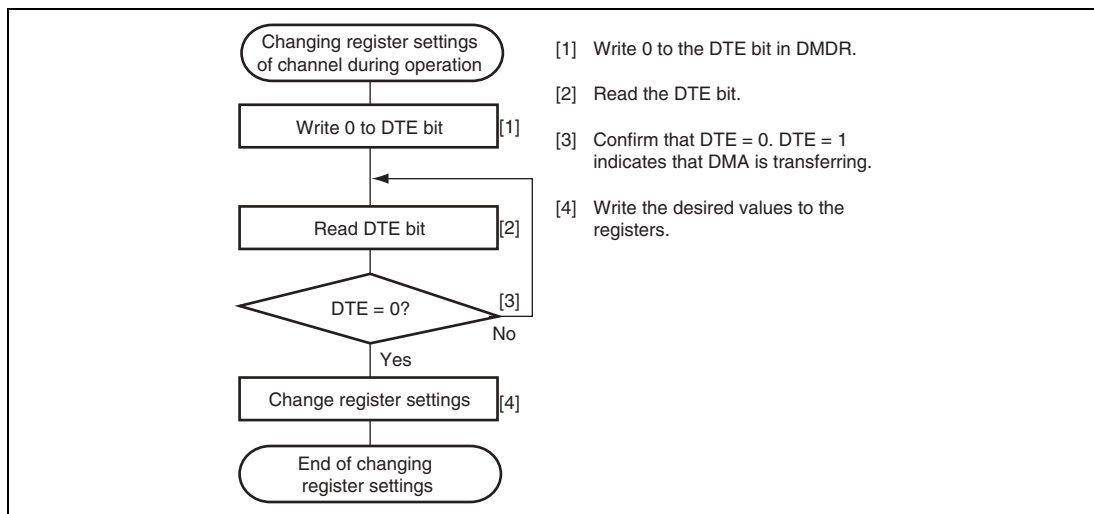 Changing register settings
of channel during operation
Write 0 to DTE bit
[1]
Read DTE bit
[2]
DTE = 0?
[3]
No
Yes
Change register settings
[4]
End of changing
register settings
[1] Write 0 to the DTE bit in DMDR.
[2] Read the DTE bit.
[3] Confirm that DTE = 0. DTE = 1
indicates that DMA is transferring.
[4] Write the desired values to the
registers.